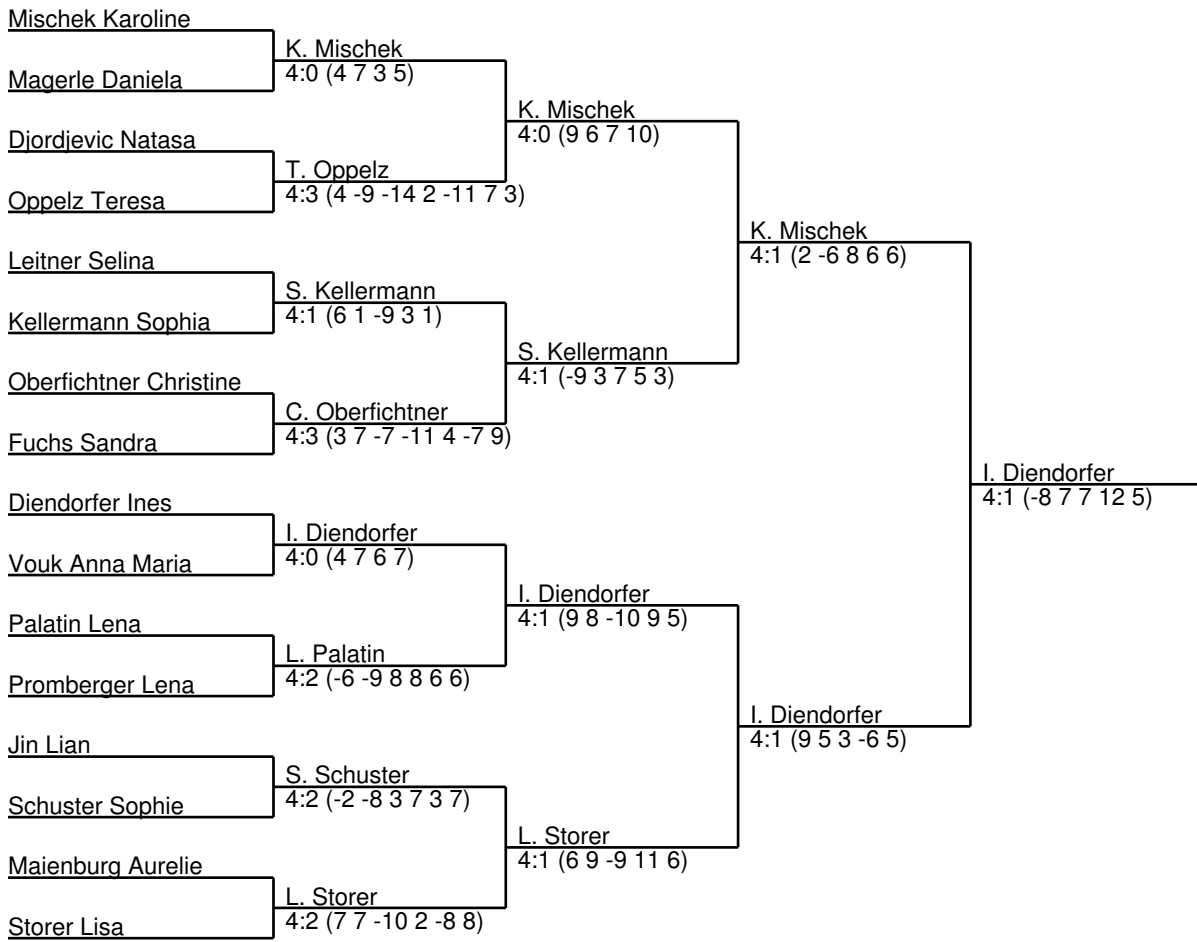 Mischek Karoline
K. Mischek
4:0 (4 7 3 5)
Magerle Daniela
K. Mischek
4:0 (9 6 7 10)
Djordjevic Natasa
T. Oppelz
4:3 (4 -9 -14 2 -11 7 3)
Oppelz Teresa
K. Mischek
4:1 (2 -6 8 6 6)
Leitner Selina
S. Kellermann
4:1 (6 1 -9 3 1)
Kellermann Sophia
S. Kellermann
4:1 (-9 3 7 5 3)
Oberfichtner Christine
C. Oberfichtner
4:3 (3 7 -7 -11 4 -7 9)
Fuchs Sandra
I. Diendorfer
4:1 (-8 7 7 12 5)
Diendorfer Ines
I. Diendorfer
4:0 (4 7 6 7)
Vouk Anna Maria
I. Diendorfer
4:1 (9 8 -10 9 5)
Palatin Lena
L. Palatin
4:2 (-6 -9 8 8 6 6)
Promberger Lena
I. Diendorfer
4:1 (9 5 3 -6 5)
Jin Lian
S. Schuster
4:2 (-2 -8 3 7 3 7)
Schuster Sophie
L. Storer
4:1 (6 9 -9 11 6)
Maienburg Aurelie
L. Storer
4:2 (7 7 -10 2 -8 8)
Storer Lisa